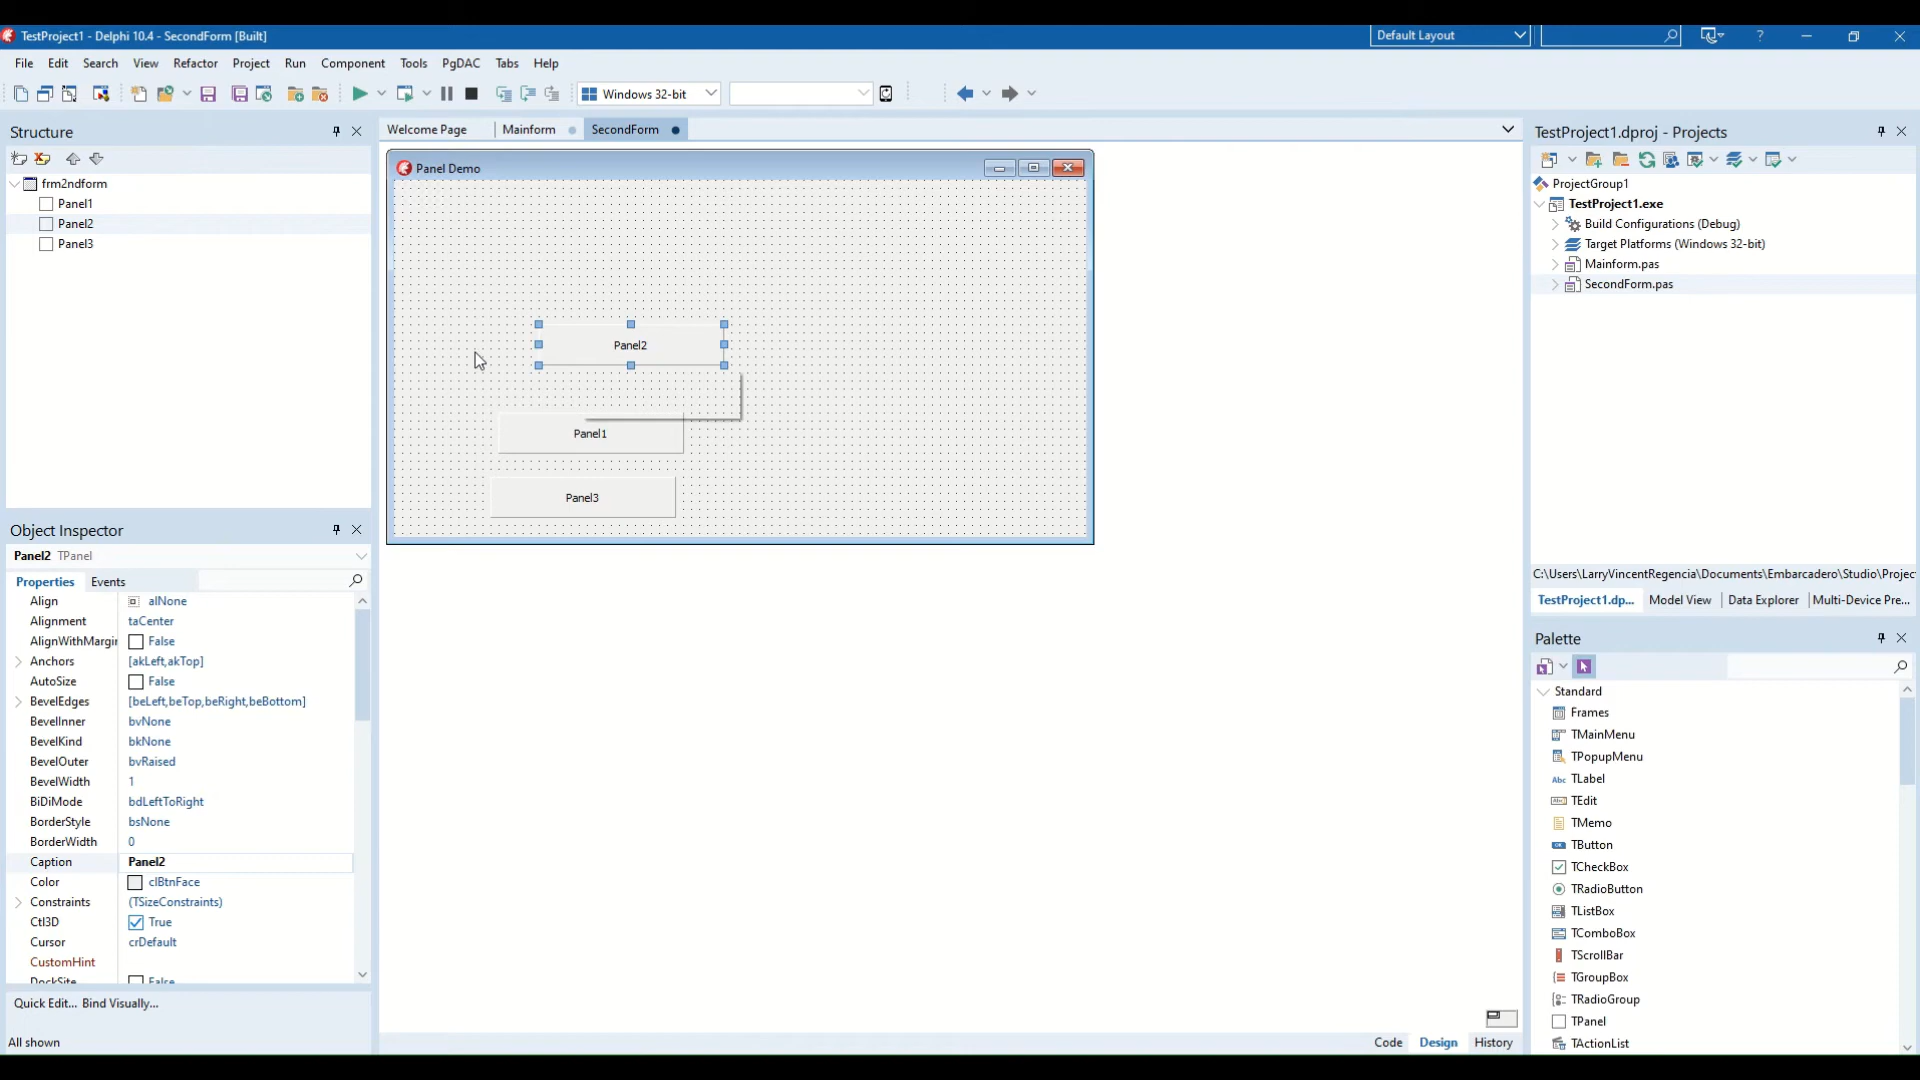 TestProject1 - Delphi 10.4 - SecondForm [Built]
Default Layout
?
File Edit Search View Refactor Project Run Component Tools PgDAC Tabs Help
Windows 32-bit
Structure
frm2ndform
Panel1
Panel2
Panel3
Object Inspector
Panel2 TPanel
Properties Events
Align alNone
Alignment taCenter
AlignWithMargir False
Anchors [akLeft,akTop]
AutoSize False
BevelEdges [beLeft,beTop,beRight,beBottom]
BevelInner bvNone
BevelKind bkNone
BevelOuter bvRaised
BevelWidth 1
BiDiMode bdLeftToRight
BorderStyle bsNone
BorderWidth 0
Caption Panel2
Color clBtnFace
Constraints (TSizeConstraints)
Ctl3D True
Cursor crDefault
CustomHint
DockSite False
Quick Edit... Bind Visually...
All shown
Welcome Page Mainform SecondForm
Panel Demo
Panel2
Panel1
Panel3
Code Design History
TestProject1.dproj - Projects
ProjectGroup1
TestProject1.exe
Build Configurations (Debug)
Target Platforms (Windows 32-bit)
Mainform.pas
SecondForm.pas
C:\Users\LarryVincentRegencia\Documents\Embarcadero\Studio\Projec
TestProject1.dp... Model View Data Explorer Multi-Device Pre...
Palette
Standard
Frames
TMainMenu
TPopupMenu
Abc TLabel
TEdit
TMemo
TButton
TCheckBox
TRadioButton
TListBox
TComboBox
TScrollBar
TGroupBox
TRadioGroup
TPanel
TActionList